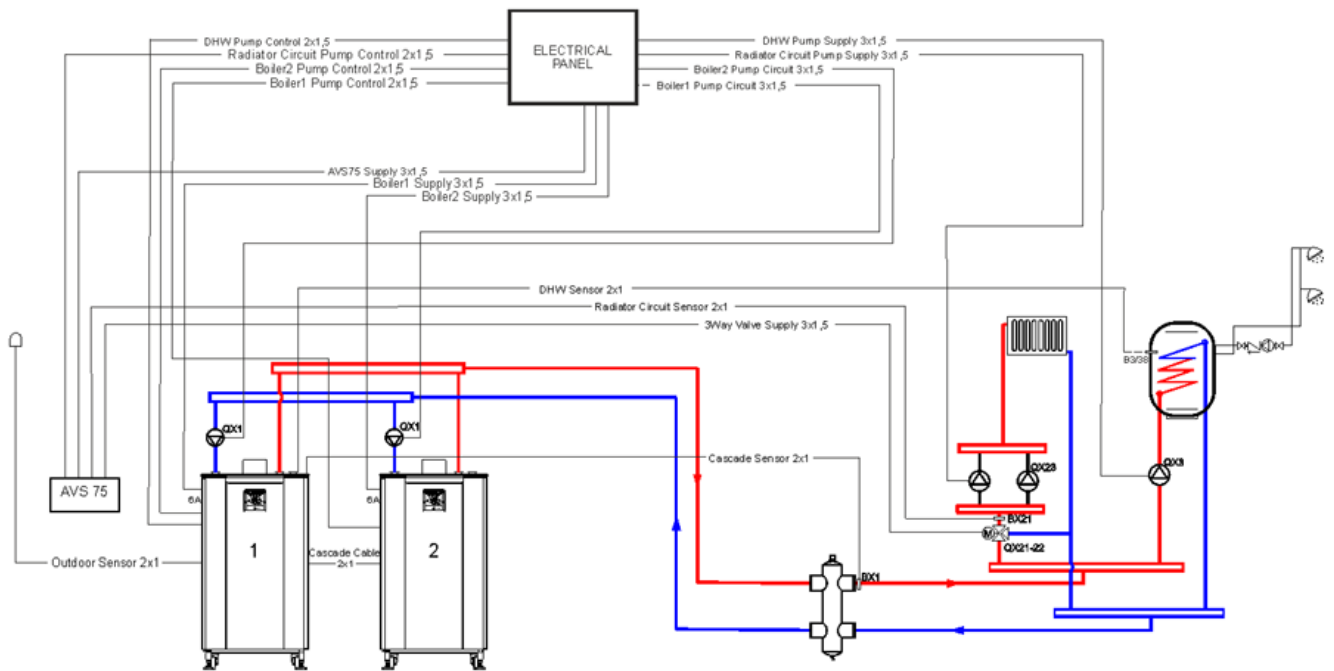 DHW Pump Control 2x1,5
Radiator Circuit Pump Control 2x1,5
Boiler2 Pump Control 2x1,5
Boiler1 Pump Control 2x1,5
ELECTRICAL
PANEL
DHW Pump Supply 3x1,5
Radiator Circuit Pump Supply 3x1,5
Boiler2 Pump Circuit 3x1,5
Boiler1 Pump Circuit 3x1,5
AVS75 Supply 3x1,5
Boiler1 Supply 3x1,5
Boiler2 Supply 3x1,5
DHW Sensor 2x1
Radiator Circuit Sensor 2x1
3Way Valve Supply 3x1,5
B3/38
QX1
QX1
Cascade Sensor 2x1
QX23
QX3
AVS 75
6A
6A
BX21
QX21-22
M
1
2
Outdoor Sensor 2x1
Cascade Cable
2x1
BX1